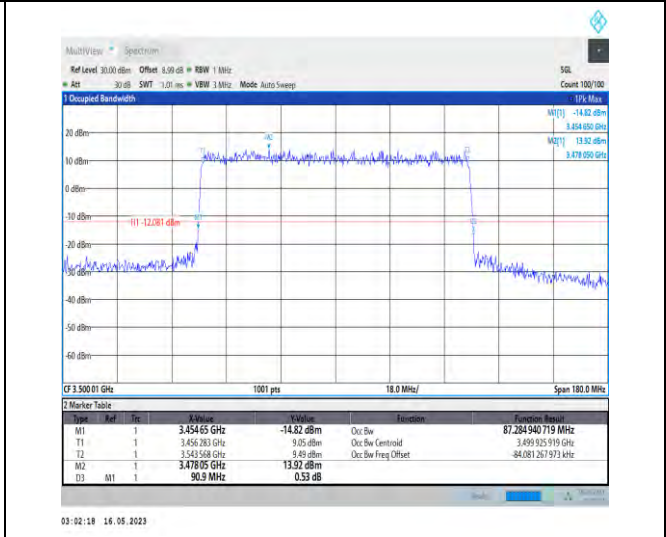 MultiView Spectrum
Ref Level 30.00 dBm Offset 8.99 dB RBW 1 MHz SGL
Att 30 dB SWT 1.01 ms VBW 3 MHz Mode Auto Sweep Count 100/100
1 Occupied Bandwidth 1Pk Max
M1[1] -14.82 dBm
3.454 650 GHz
M2[1] 13.92 dBm
3.478 050 GHz
20 dBm
M2
T1
10 dBm
0 dBm
-10 dBm
M1
H1 -12.081 dBm
-20 dBm
-30 dBm
-40 dBm
-50 dBm
-60 dBm
CF 3.500 01 GHz 1001 pts 18.0 MHz/ Span 180.0 MHz
2 Marker Table
Type Ref Trc X-Value Y-Value Function Function Result
M1 1 3.454 65 GHz -14.82 dBm Occ Bw 87.284 940 719 MHz
T1 1 3.456 283 GHz 9.05 dBm Occ Bw Centroid 3.499 925 919 GHz
T2 1 3.543 568 GHz 9.49 dBm Occ Bw Freq Offset -84.081 267 973 kHz
M2 1 3.478 05 GHz 13.92 dBm
D3 M1 1 90.9 MHz 0.53 dB
03:02:18 16.05.2023